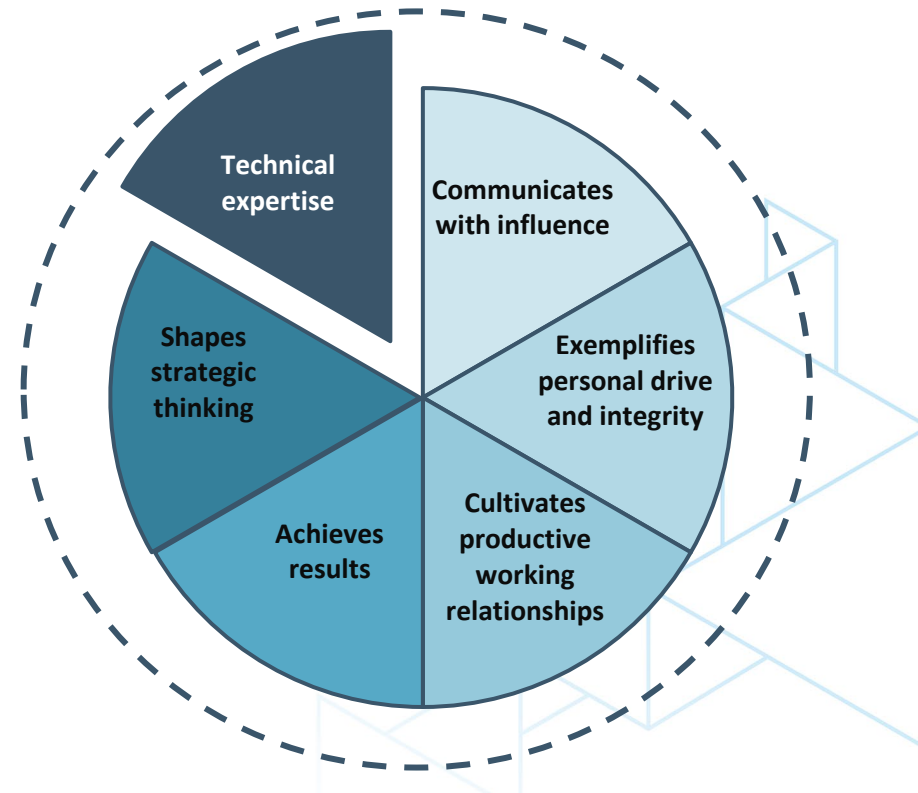 Technical
expertise
Communicates
with influence
Exemplifies
personal drive
and integrity
Cultivates
productive
working
relationships
Achieves
results
Shapes
strategic
thinking